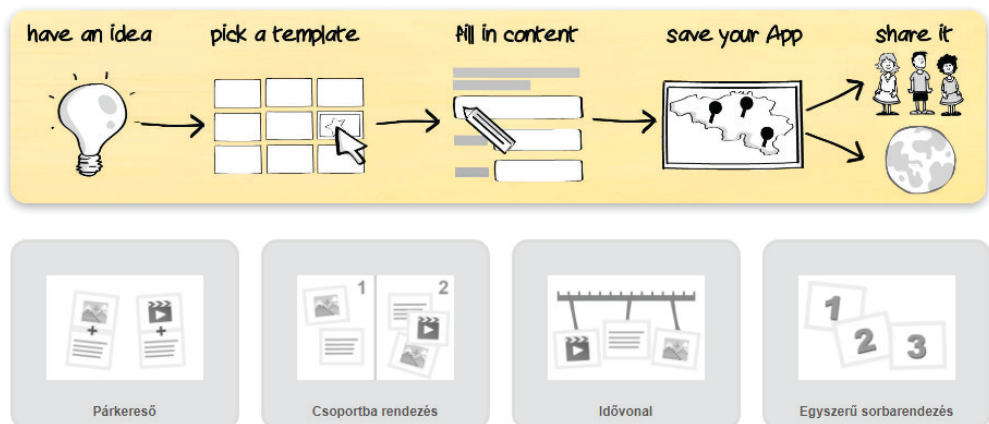 have an idea
pick a template
fill in content
save your App
share it
1
2
1
2
3
Párkereső
Csoportba rendezés
Idővonal
Egyszerű sorbarendezés